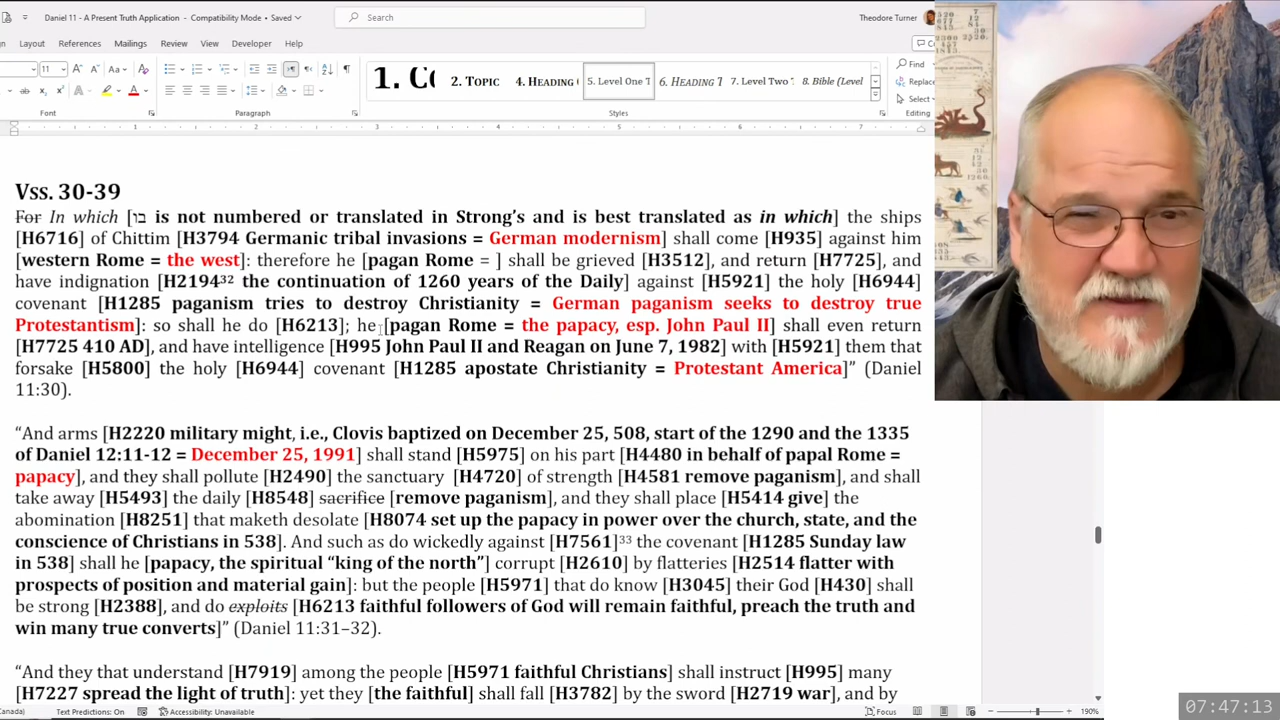 Daniel 11 - A Present Truth Application - Compatibility Mode • Saved
Search
Theodore Turner
Layout References Mailings Review View Developer Help
11
Find
Replace
Select
1. C
2. TOPIC
4. HEADING
5. Level One T
6. HEADING T
7. Level Two
8. Bible (Level
Font Paragraph Styles Editing
1 2 3 4 5 6 7
Vss. 30-39
For In which [בו is not numbered or translated in Strong's and is best translated as in which] the ships
[H6716] of Chittim [H3794 Germanic tribal invasions = German modernism] shall come [H935] against him
[western Rome = the west]: therefore he [pagan Rome = ] shall be grieved [H3512], and return [H7725], and
have indignation [H2194³² the continuation of 1260 years of the Daily] against [H5921] the holy [H6944]
covenant [H1285 paganism tries to destroy Christianity = German paganism seeks to destroy true
Protestantism]: so shall he do [H6213]; he [pagan Rome = the papacy, esp. John Paul II] shall even return
[H7725 410 AD], and have intelligence [H995 John Paul II and Reagan on June 7, 1982] with [H5921] them that
forsake [H5800] the holy [H6944] covenant [H1285 apostate Christianity = Protestant America]” (Daniel
11:30).
“And arms [H2220 military might, i.e., Clovis baptized on December 25, 508, start of the 1290 and the 1335
of Daniel 12:11-12 = December 25, 1991] shall stand [H5975] on his part [H4480 in behalf of papal Rome =
papacy], and they shall pollute [H2490] the sanctuary [H4720] of strength [H4581 remove paganism], and shall
take away [H5493] the daily [H8548] sacrifice [remove paganism], and they shall place [H5414 give] the
abomination [H8251] that maketh desolate [H8074 set up the papacy in power over the church, state, and the
conscience of Christians in 538]. And such as do wickedly against [H7561]³³ the covenant [H1285 Sunday law
in 538] shall he [papacy, the spiritual “king of the north”] corrupt [H2610] by flatteries [H2514 flatter with
prospects of position and material gain]: but the people [H5971] that do know [H3045] their God [H430] shall
be strong [H2388], and do exploits [H6213 faithful followers of God will remain faithful, preach the truth and
win many true converts]” (Daniel 11:31–32).
“And they that understand [H7919] among the people [H5971 faithful Christians] shall instruct [H995] many
[H7227 spread the light of truth]: yet they [the faithful] shall fall [H3782] by the sword [H2719 war], and by
Canada) Text Predictions: On Accessibility: Unavailable Focus 190%
07:47:13